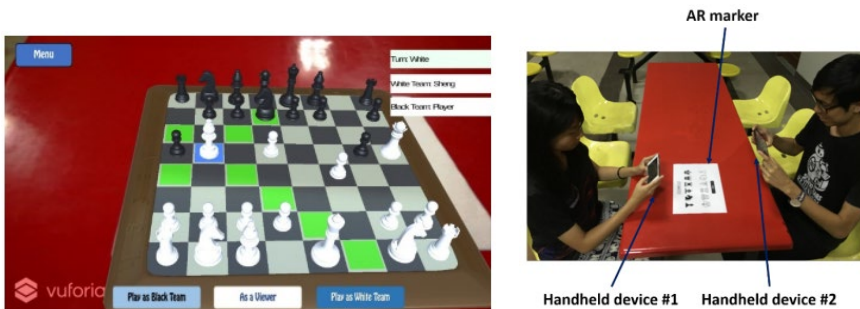 Menu
Turn: White
White Team: Sheng
Black Team: Player
vuforia
Play as Black Team
As a Viewer
Play as White Team
AR marker
Handheld device #1
Handheld device #2